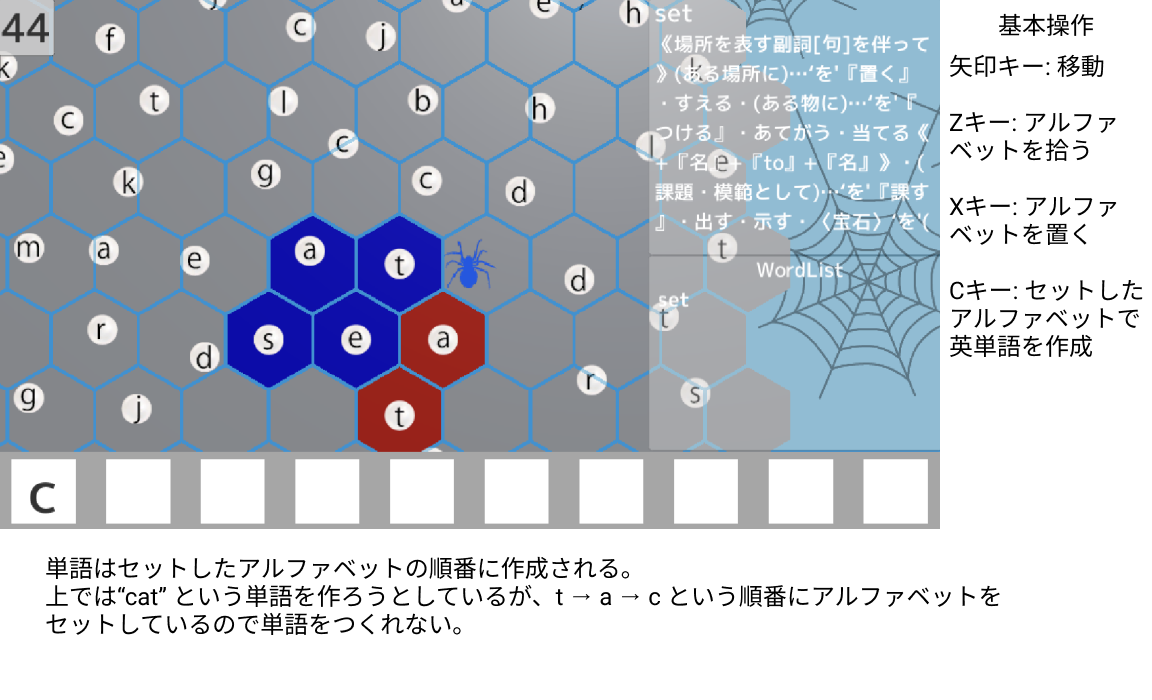 44
f
c
j
e
h
k
c
t
l
b
h
c
l
e
k
g
c
d
e
m
a
e
a
t
d
t
r
d
s
e
a
t
g
j
t
r
s
set
《場所を表す副詞[句]を伴って
》(ある場所に)…‘を'『置く』
・すえる・(ある物に)…‘を'『
つける』・あてがう・当てる《
+『名』+『to』+『名』》・(
課題・模範として)…‘を'『課す
』・出す・示す・〈宝石〉‘を'(
WordList
set
C
基本操作
矢印キー: 移動
Zキー: アルファ
ベットを拾う
Xキー: アルファ
ベットを置く
Cキー: セットした
アルファベットで
英単語を作成
単語はセットしたアルファベットの順番に作成される。
上では“cat” という単語を作ろうとしているが、t → a → c という順番にアルファベットを
セットしているので単語をつくれない。